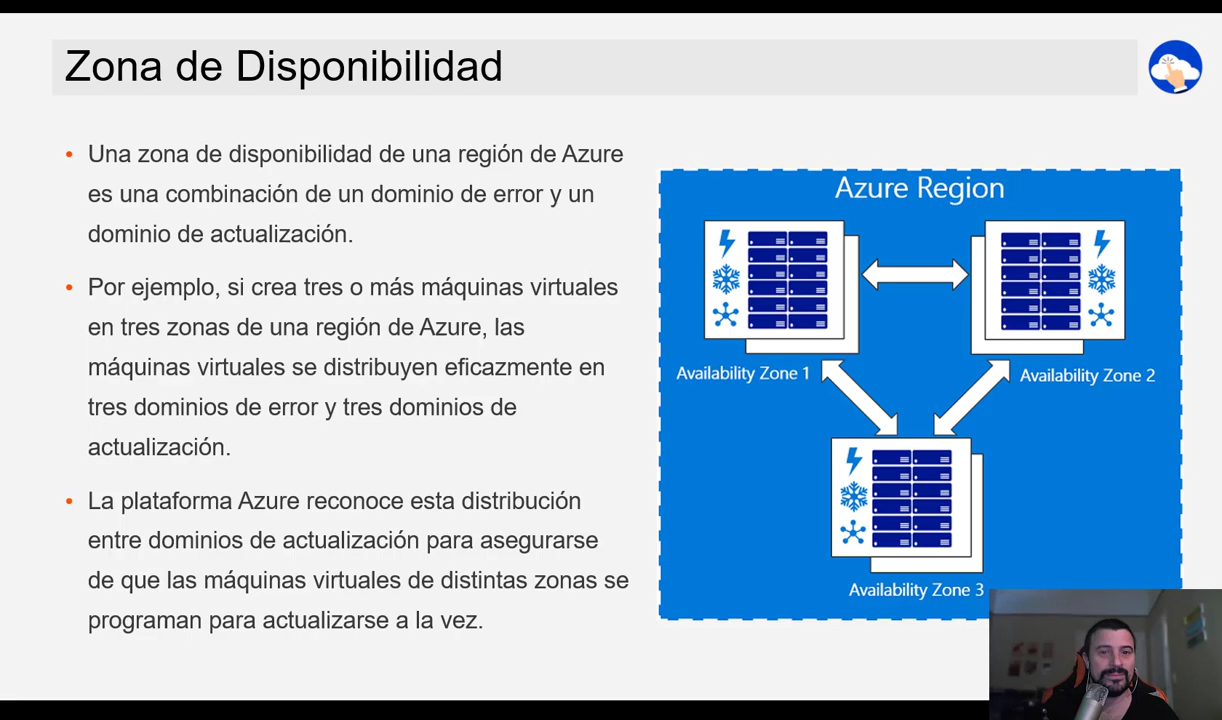 Zona de Disponibilidad
Una zona de disponibilidad de una región de Azure
es una combinación de un dominio de error y un
dominio de actualización.
Por ejemplo, si crea tres o más máquinas virtuales
en tres zonas de una región de Azure, las
máquinas virtuales se distribuyen eficazmente en
tres dominios de error y tres dominios de
actualización.
La plataforma Azure reconoce esta distribución
entre dominios de actualización para asegurarse
de que las máquinas virtuales de distintas zonas se
programan para actualizarse a la vez.
Azure Region
Availability Zone 1
Availability Zone 2
Availability Zone 3